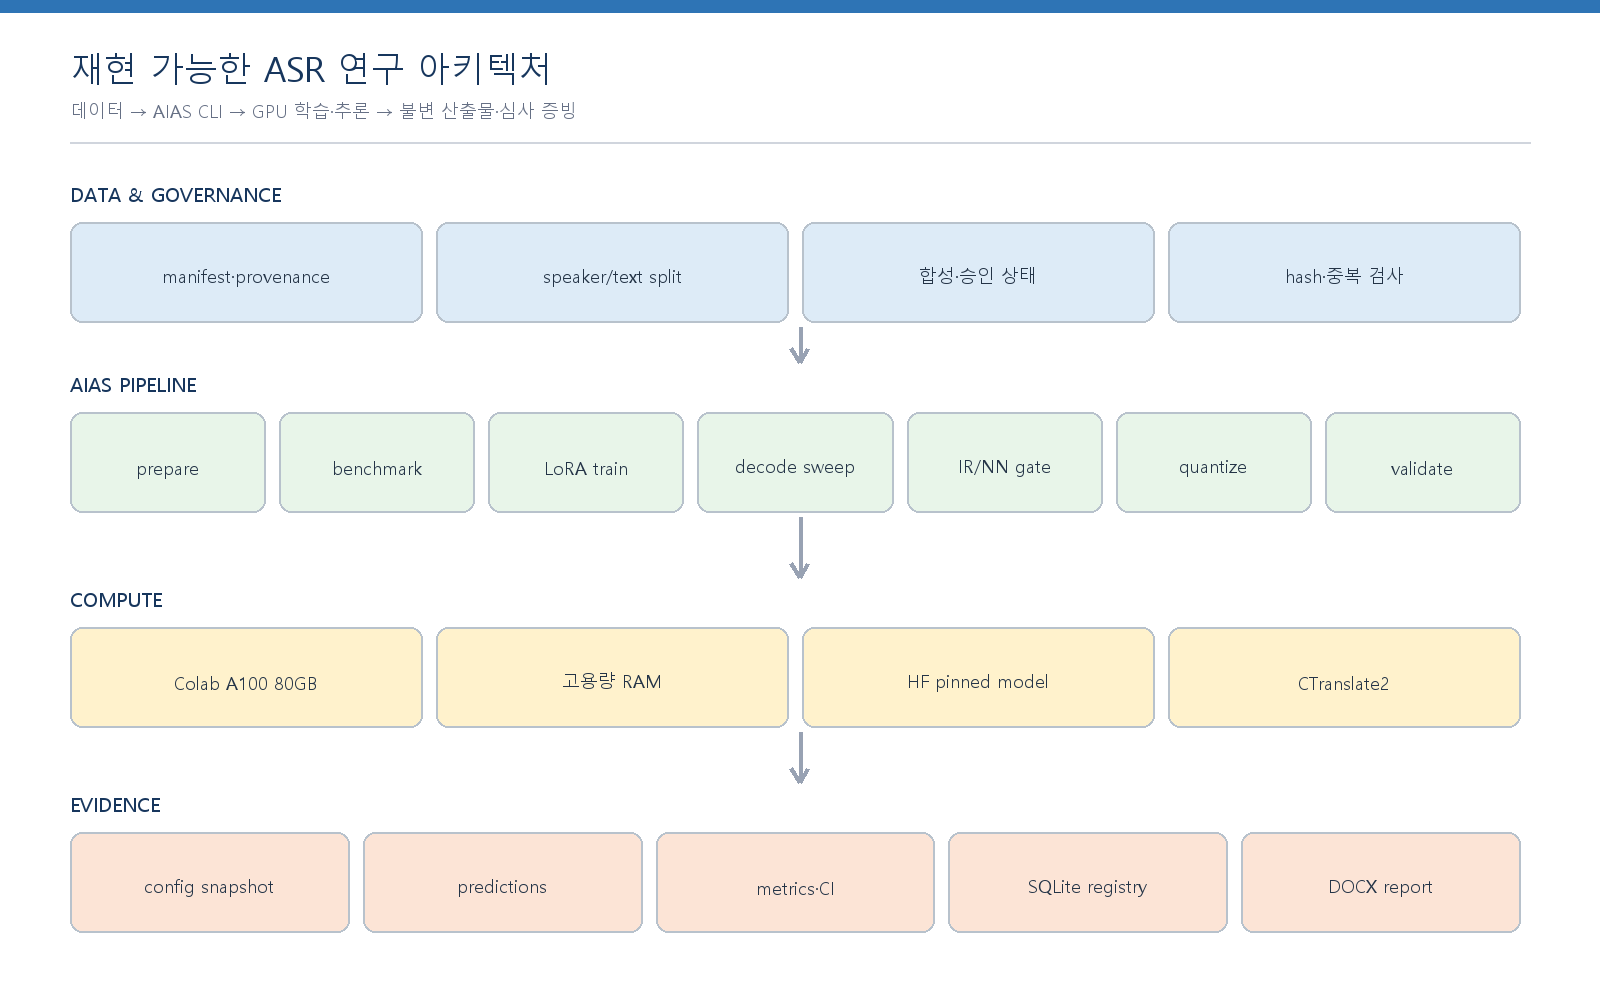 재현 가능한 ASR 연구 아키텍처
데이터 → AIAS CLI → GPU 학습·추론 → 불변 산출물·심사 증빙
DATA & GOVERNANCE
manifest·provenance
speaker/text split
합성·승인 상태
hash·중복 검사
AIAS PIPELINE
prepare
benchmark
LoRA train
decode sweep
IR/NN gate
quantize
validate
COMPUTE
Colab A100 80GB
고용량 RAM
HF pinned model
CTranslate2
EVIDENCE
config snapshot
predictions
metrics·CI
SQLite registry
DOCX report